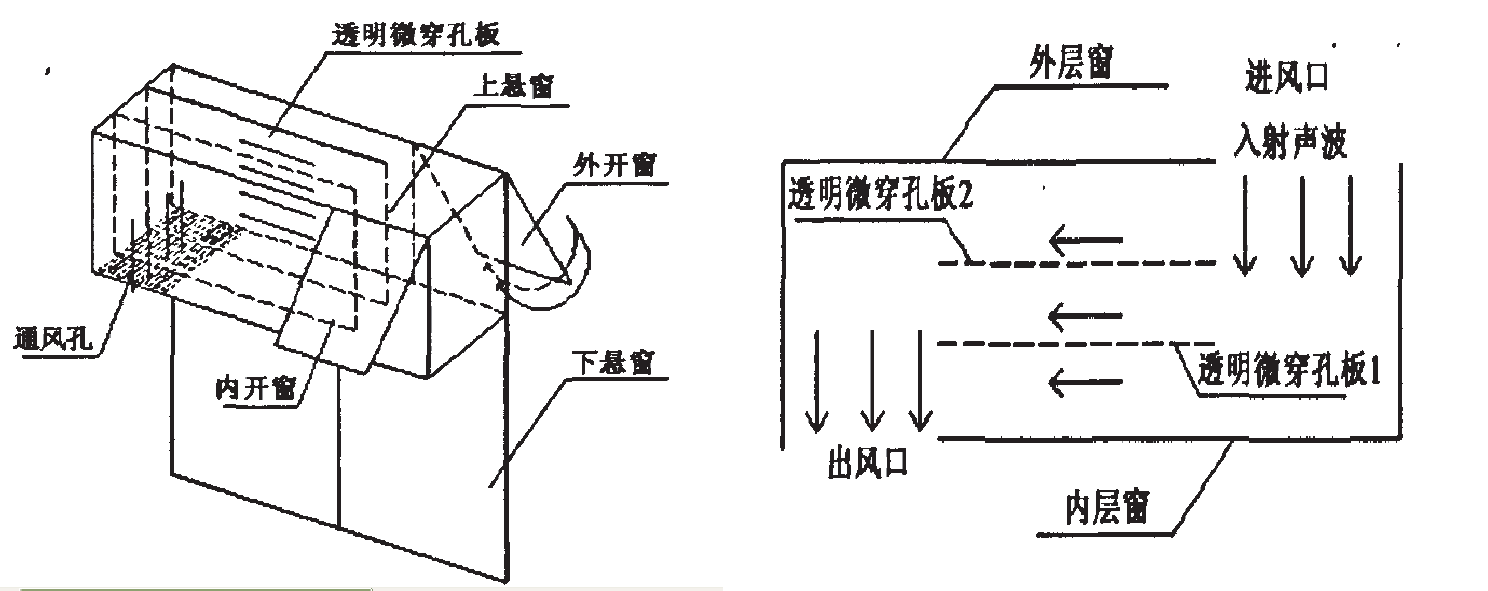 透明微穿孔板
上悬窗
外开窗
通风孔
内开窗
下悬窗
外层窗
进风口
入射声波
透明微穿孔板2
透明微穿孔板1
出风口
内层窗